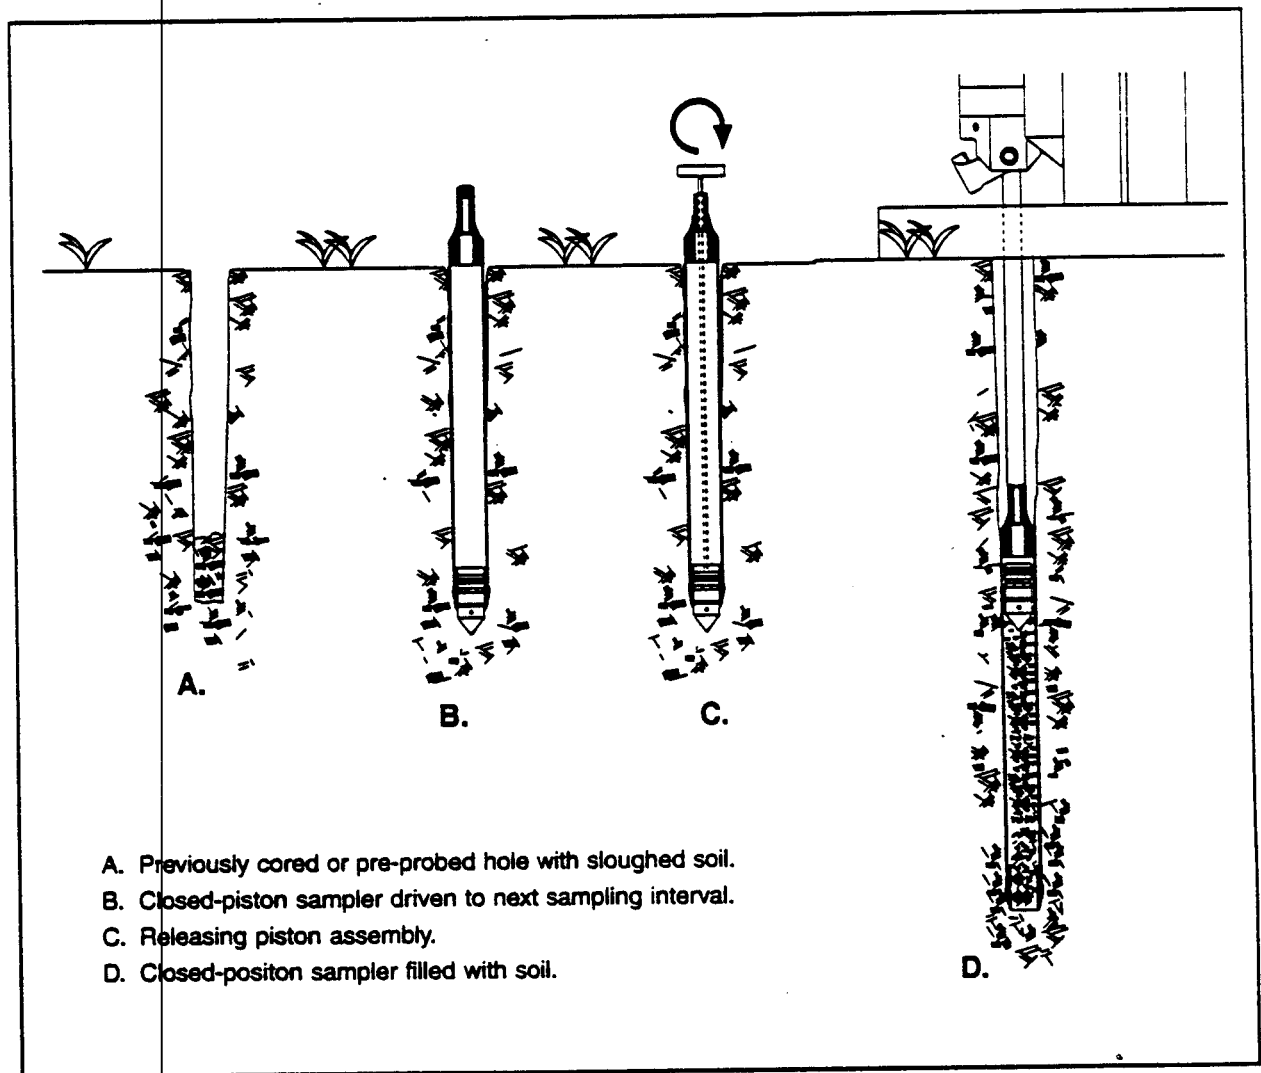 A.
B.
C.
D.
A. Previously cored or pre-probed hole with sloughed soil.
B. Closed-piston sampler driven to next sampling interval.
C. Releasing piston assembly.
D. Closed-positon sampler filled with soil.